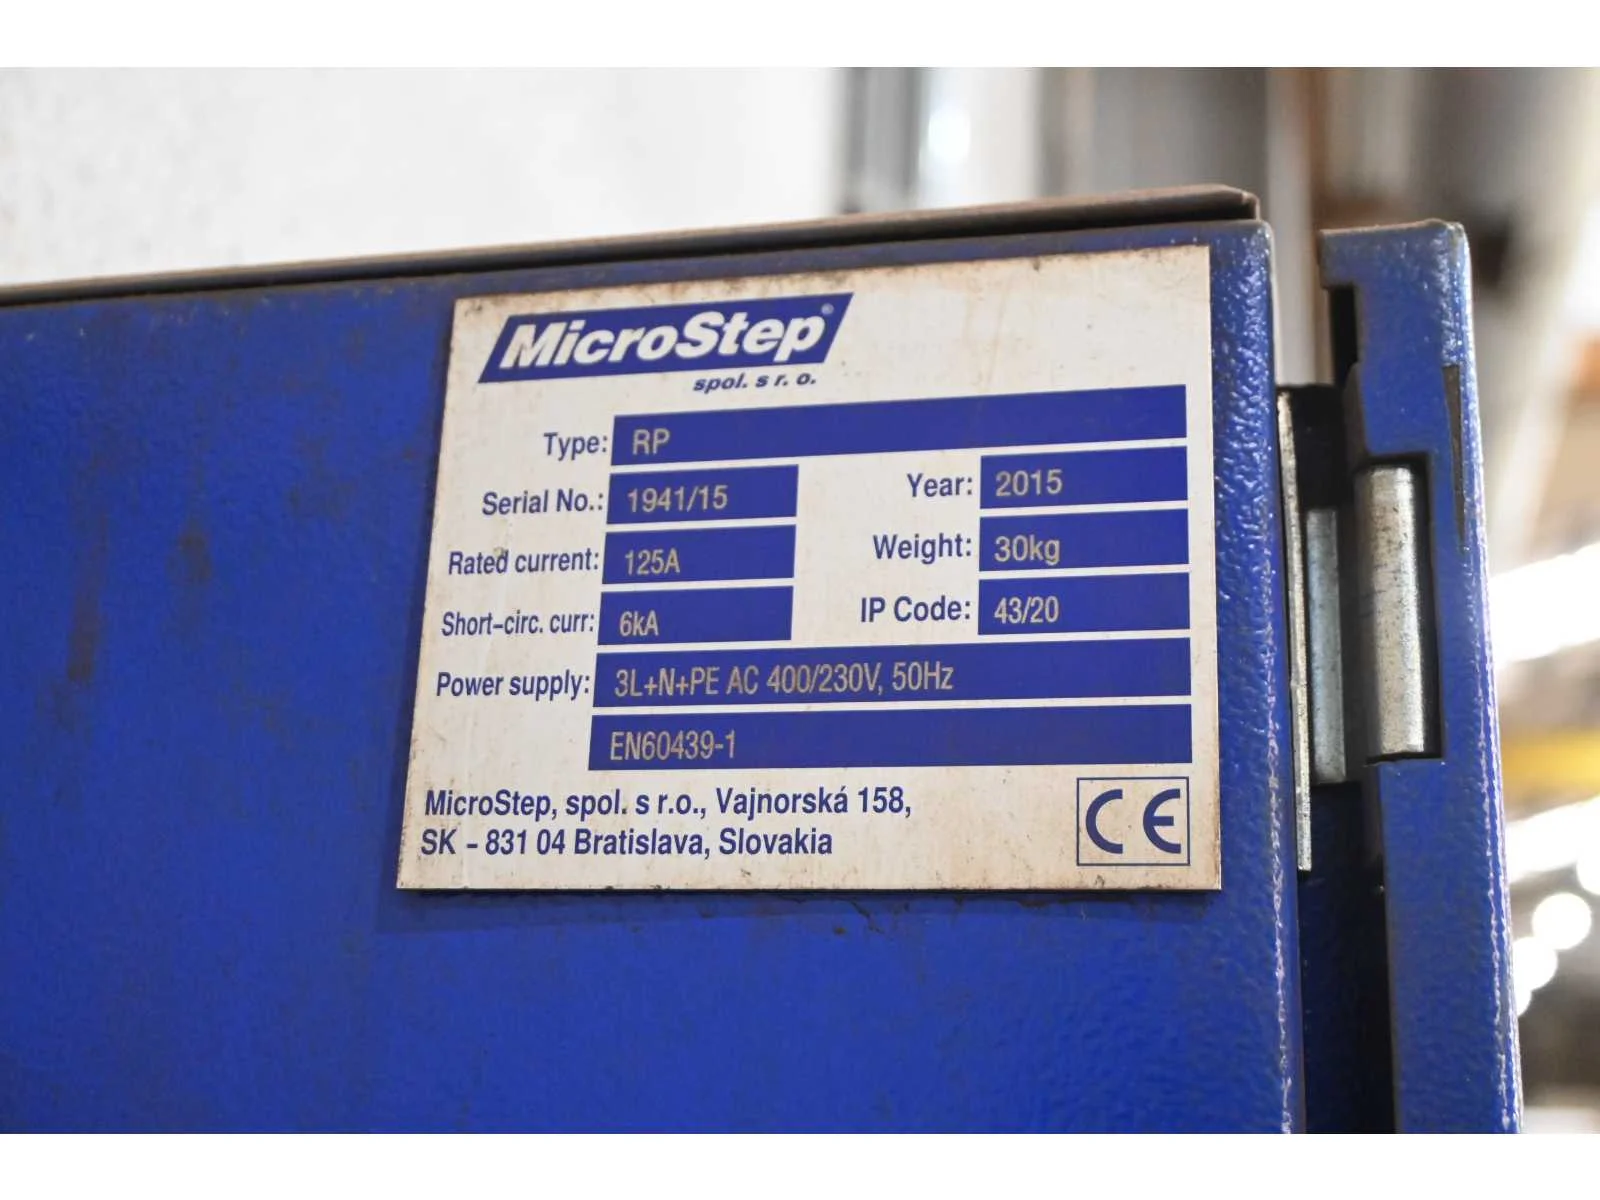 MicroStep®
spol. s r. o.
Type: RP
Serial No.: 1941/15 Year: 2015
Rated current: 125A Weight: 30kg
Short-circ. curr: 6kA IP Code: 43/20
Power supply: 3L+N+PE AC 400/230V, 50Hz
EN60439-1
MicroStep, spol. s r.o., Vajnorská 158,
SK - 831 04 Bratislava, Slovakia
CE